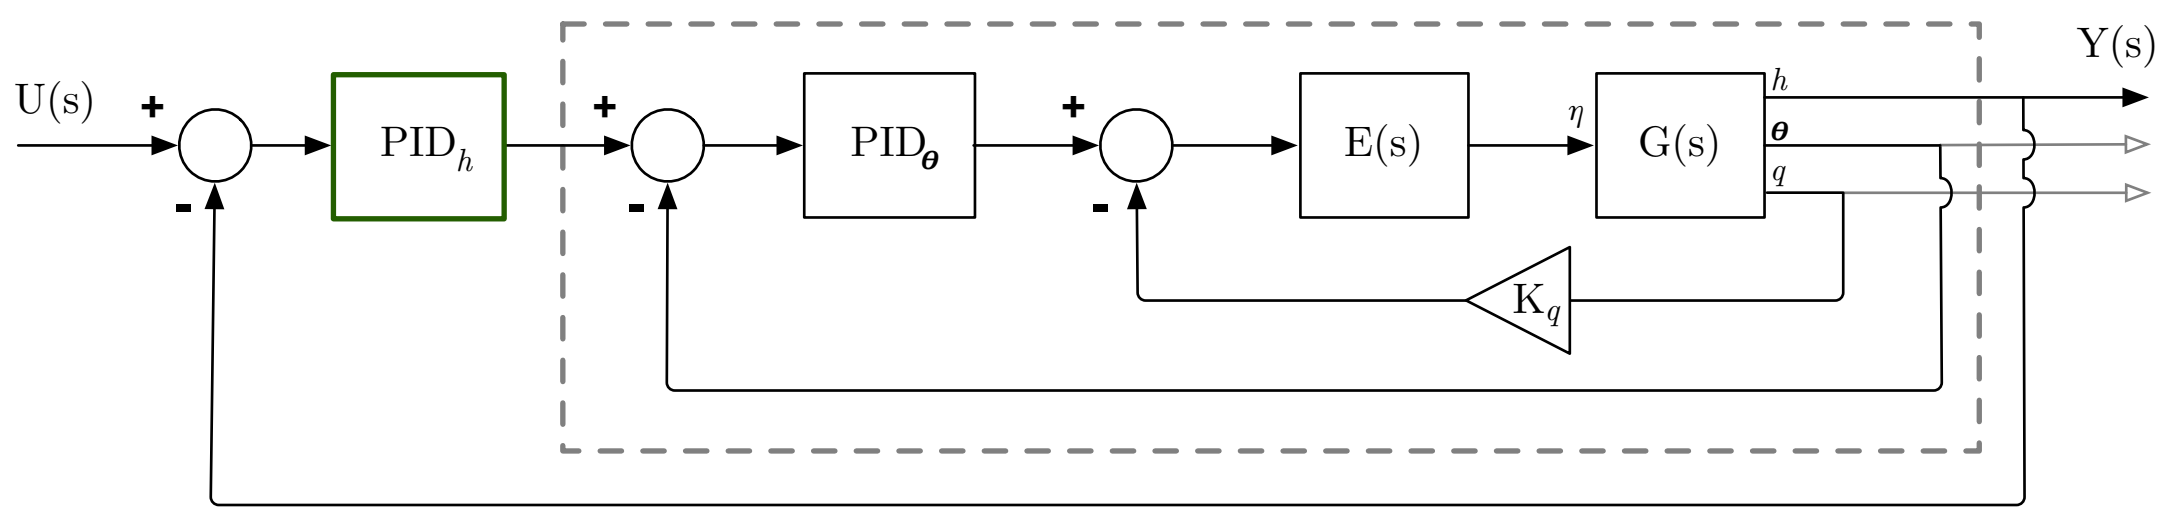 U(s)
+
-
PID_h
+
-
PID_θ
+
-
E(s)
η
G(s)
h
θ
q
Y(s)
K_q